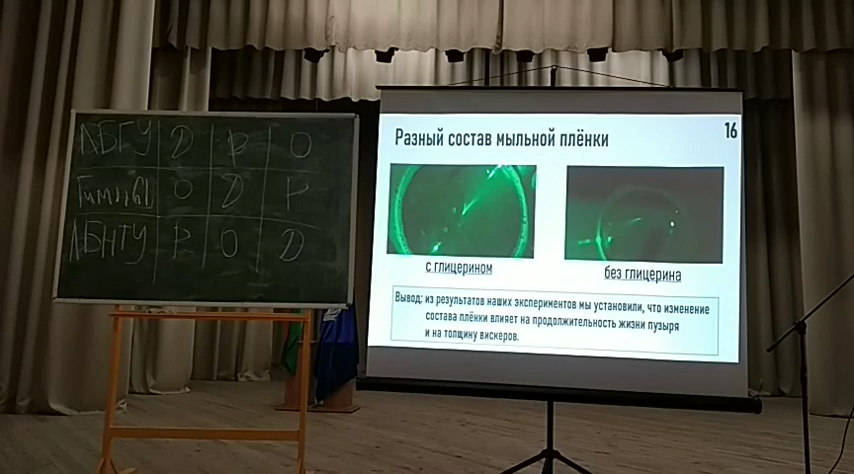 ЛБГУ Д Р О
Гимны О Д Р
ЛБНТУ Р О Д
16
Разный состав мыльной плёнки
с глицерином
без глицерина
Вывод: из результатов наших экспериментов мы установили, что изменение
состава плёнки влияет на продолжительность жизни пузыря
и на толщину вискеров.